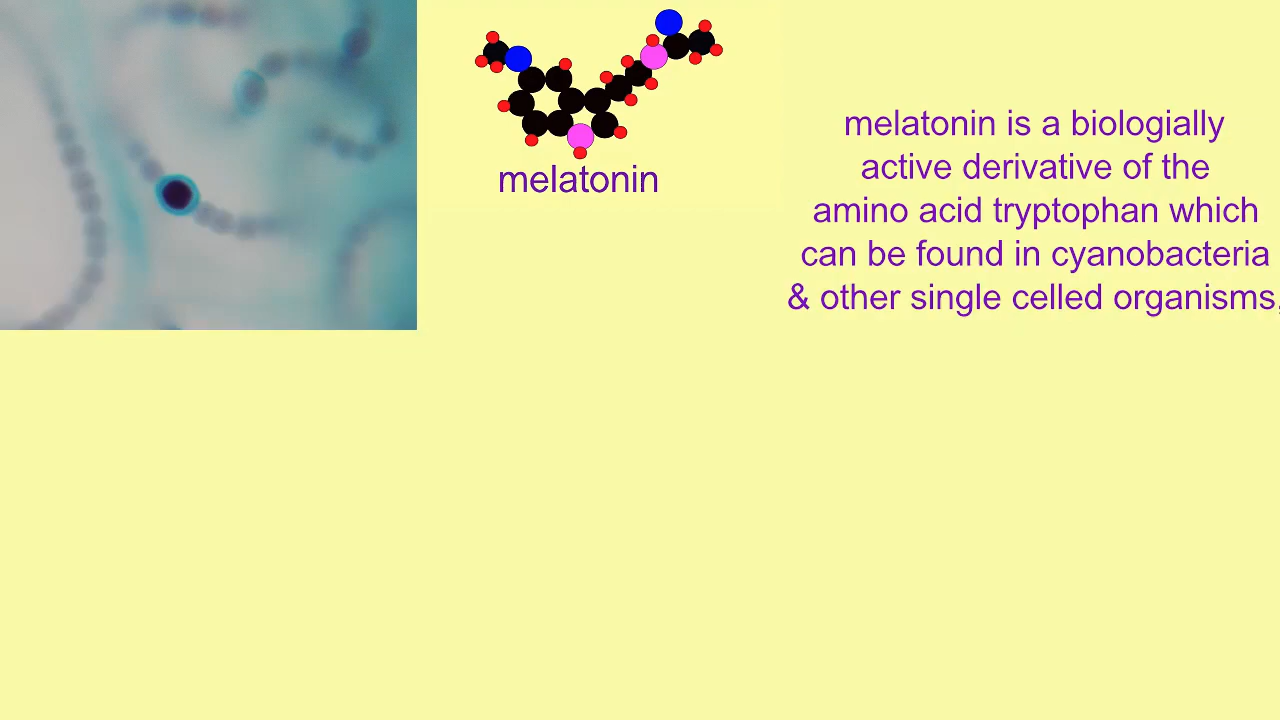 melatonin
melatonin is a biologially
active derivative of the
amino acid tryptophan which
can be found in cyanobacteria
& other single celled organisms,